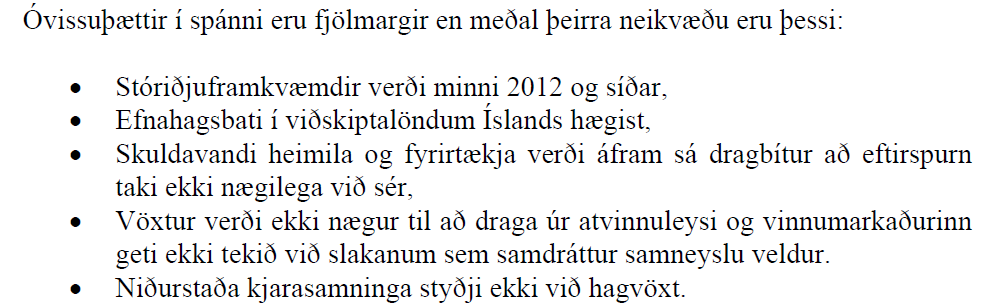 Óvissuþættir í spánni eru fjölmargir en meðal þeirra neikvæðu eru þessi:
• Stóriðjuframkvæmdir verði minni 2012 og síðar,
• Efnahagsbati í viðskiptalöndum Íslands hægist,
• Skuldavandi heimila og fyrirtækja verði áfram sá dragbítur að eftirspurn
taki ekki nægilega við sér,
• Vöxtur verði ekki nægur til að draga úr atvinnuleysi og vinnumarkaðurinn
geti ekki tekið við slakanum sem samdráttur samneyslu veldur.
• Niðurstaða kjarasamninga styðji ekki við hagvöxt.